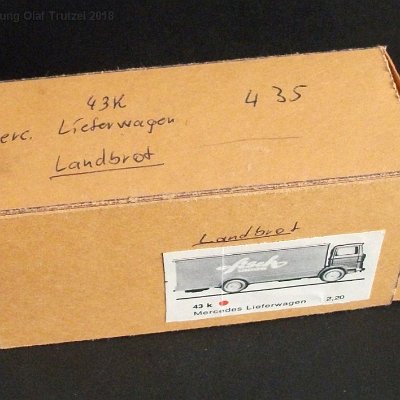 ung Olaf Trutzel 2018
43K
435
erc. Lieferwagen
Landbrot
Landbrot
43 k
Mercedes Lieferwagen 2,20